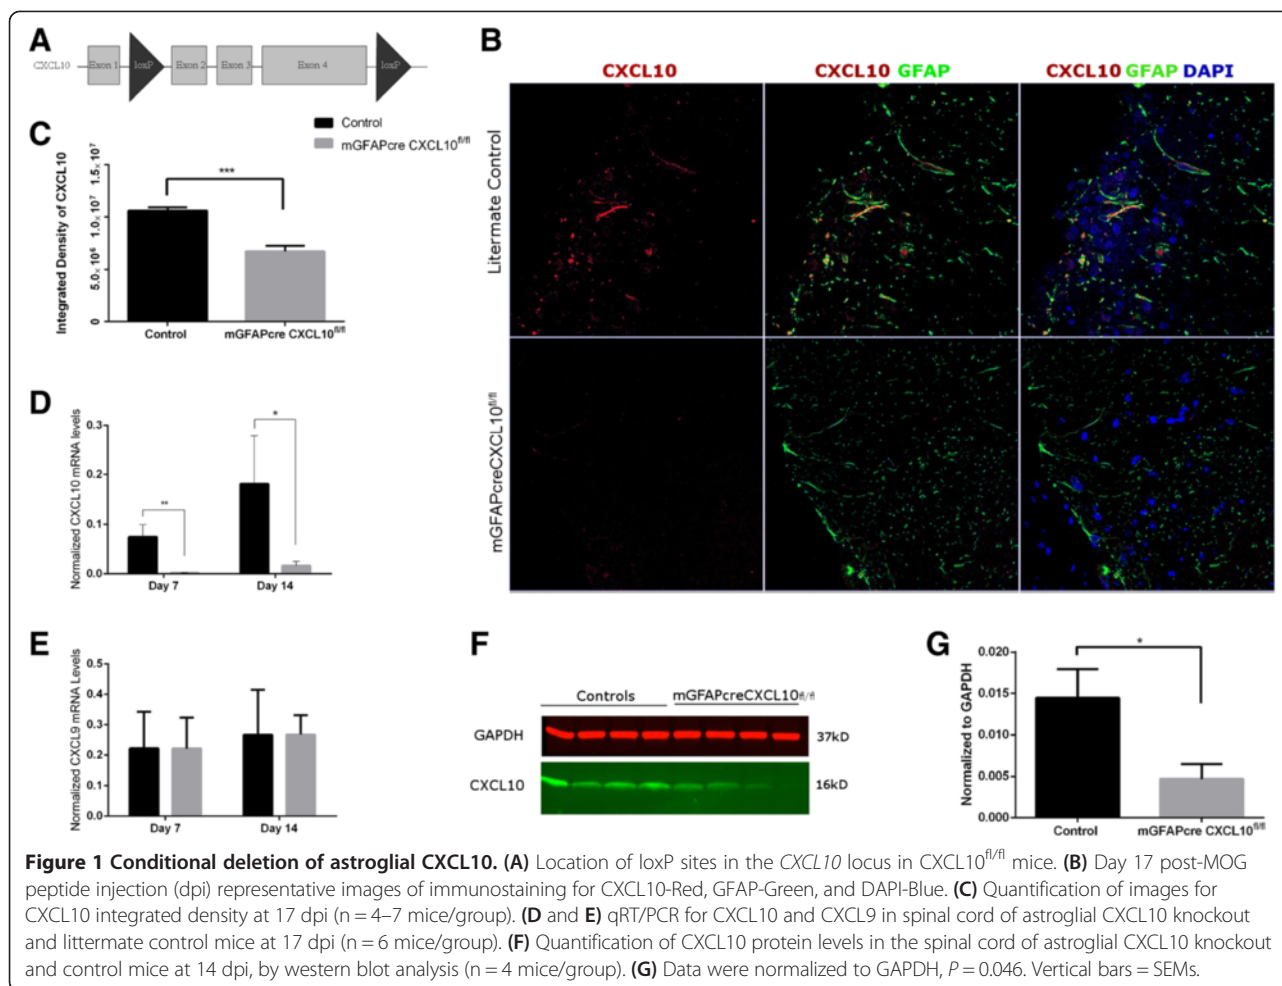 A
CXCL10 Exon 1 loxP Exon 2 Exon 3 Exon 4 loxP
B
CXCL10
CXCL10 GFAP
CXCL10 GFAP DAPI
Litermate Control
mGFAPcreCXCL10fl/fl
C
Control
mGFAPcre CXCL10fl/fl
Integrated Density of CXCL10
1.5×10⁷
1.0×10⁷
5.0×10⁶
0
***
Control mGFAPcre CXCL10fl/fl
D
Normalized CXCL10 mRNA levels
0.3
0.2
0.1
0.0
**
*
Day 7 Day 14
E
Normalized CXCL9 mRNA Levels
0.5
0.4
0.3
0.2
0.1
0.0
Day 7 Day 14
F
Controls mGFAPcreCXCL10fl/fl
GAPDH 37kD
CXCL10 16kD
G
Normalized to GAPDH
0.020
0.015
0.010
0.005
0.000
*
Control mGFAPcre CXCL10fl/fl
Figure 1 Conditional deletion of astroglial CXCL10. (A) Location of loxP sites in the CXCL10 locus in CXCL10fl/fl mice. (B) Day 17 post-MOG
peptide injection (dpi) representative images of immunostaining for CXCL10-Red, GFAP-Green, and DAPI-Blue. (C) Quantification of images for
CXCL10 integrated density at 17 dpi (n = 4–7 mice/group). (D and E) qRT/PCR for CXCL10 and CXCL9 in spinal cord of astroglial CXCL10 knockout
and littermate control mice at 17 dpi (n = 6 mice/group). (F) Quantification of CXCL10 protein levels in the spinal cord of astroglial CXCL10 knockout
and control mice at 14 dpi, by western blot analysis (n = 4 mice/group). (G) Data were normalized to GAPDH, P = 0.046. Vertical bars = SEMs.